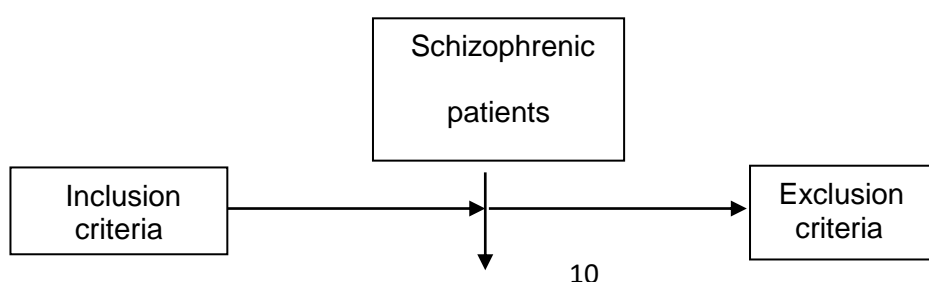 Schizophrenic
patients
Inclusion
criteria
Exclusion
criteria
10